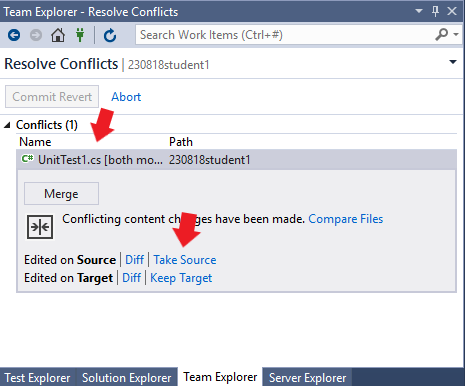 Team Explorer - Resolve Conflicts
Search Work Items (Ctrl+#)
Resolve Conflicts | 230818student1
Commit Revert Abort
Conflicts (1)
Name Path
C# UnitTest1.cs [both mo... 230818student1
Merge
Conflicting content changes have been made. Compare Files
Edited on Source | Diff | Take Source
Edited on Target | Diff | Keep Target
Test Explorer Solution Explorer Team Explorer Server Explorer